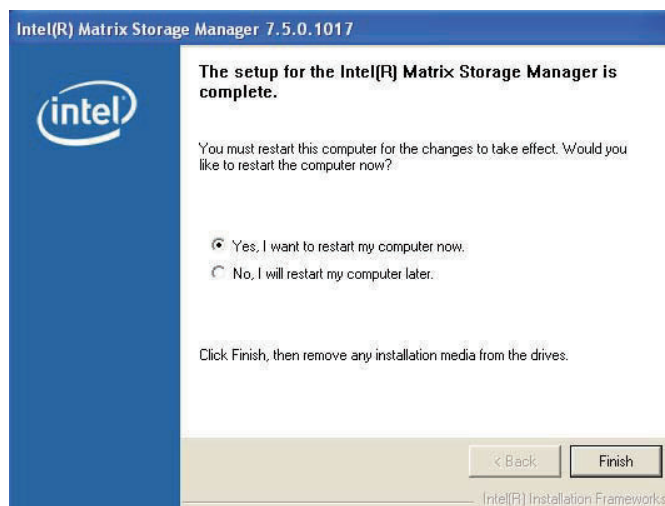 Intel(R) Matrix Storage Manager 7.5.0.1017
intel
The setup for the Intel(R) Matrix Storage Manager is
complete.
You must restart this computer for the changes to take effect. Would you
like to restart the computer now?
Yes, I want to restart my computer now.
No, I will restart my computer later.
Click Finish, then remove any installation media from the drives.
< Back Finish
Intel(R) Installation Frameworks